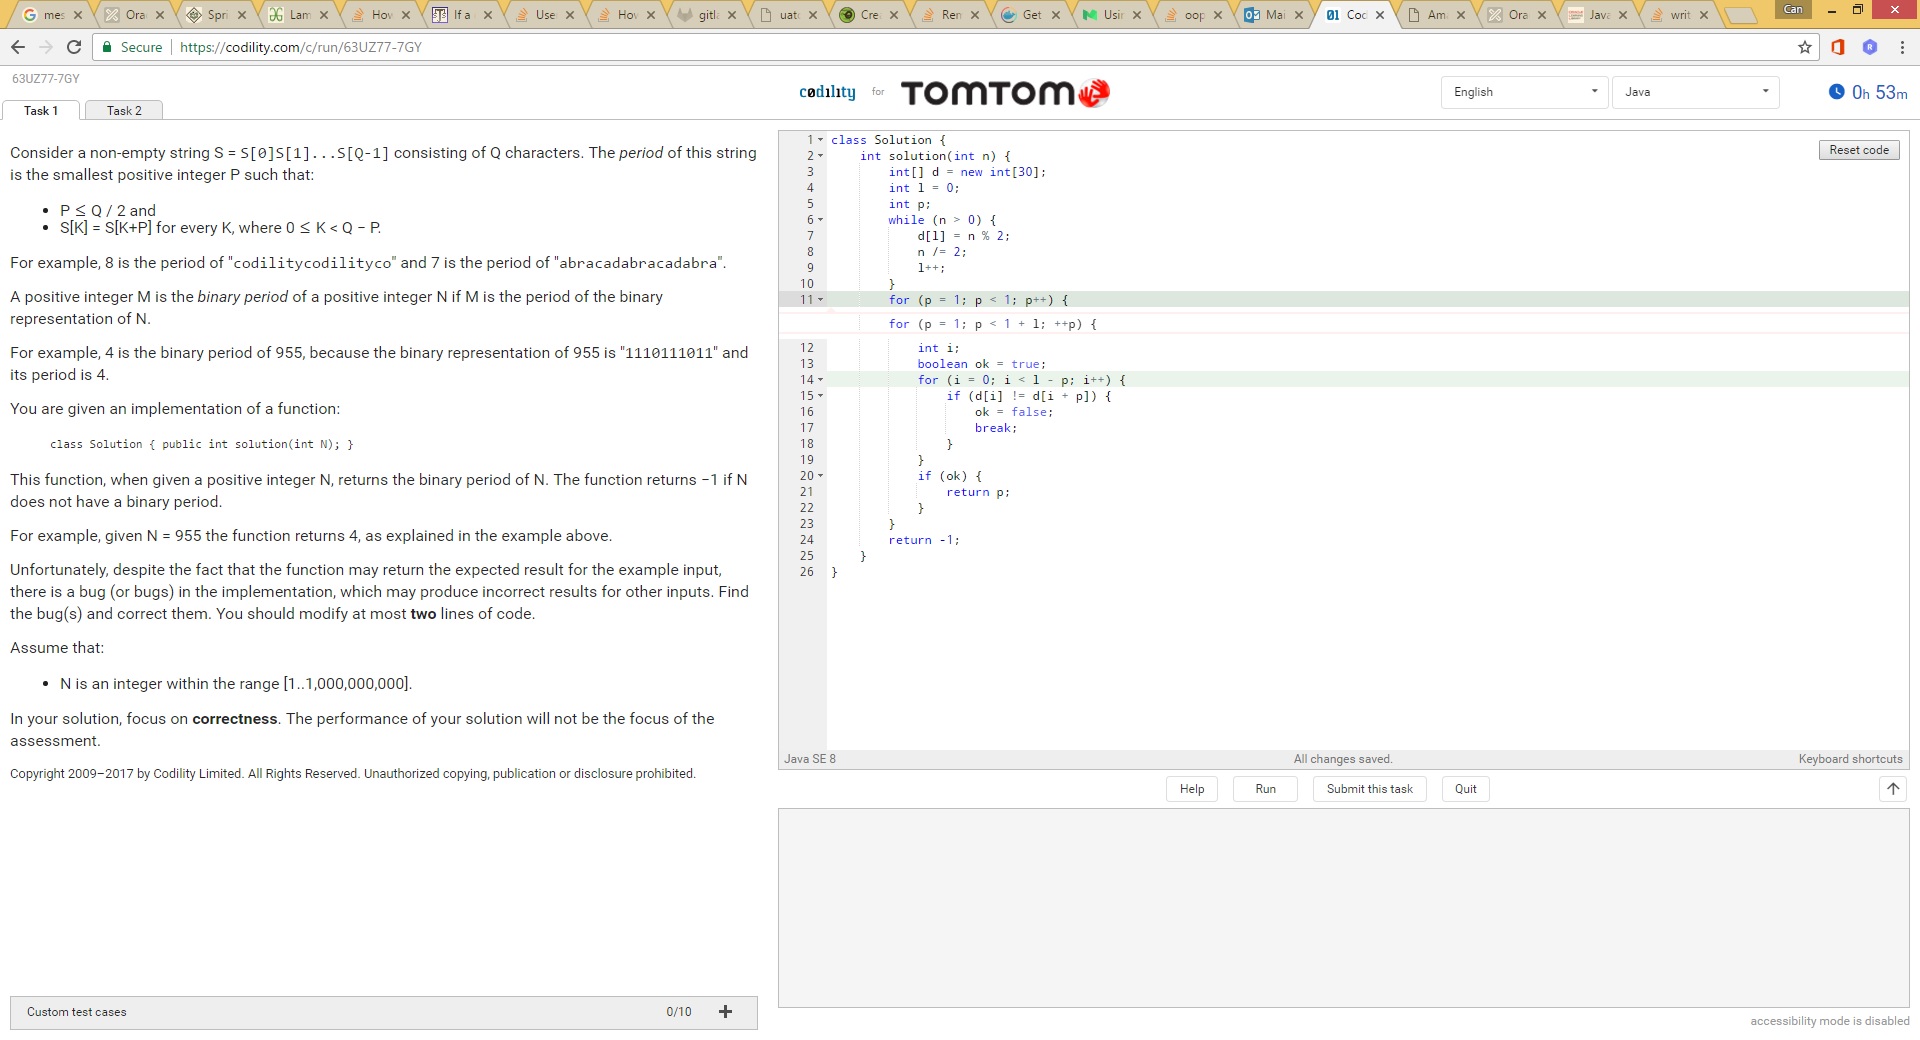 mes
Ora
Spri
Lam
How
If a
Use
How
gitla
uat
Cre
Ren
Get
Usir
oop
Mai
Cod
Am
Ora
Java
writ
Can
Secure
https://codility.com/c/run/63UZ77-7GY
63UZ77-7GY
Task 1
Task 2
codility for TOMTOM
English
Java
0h 53m
Consider a non-empty string S = S[0]S[1]...S[Q-1] consisting of Q characters. The period of this string
is the smallest positive integer P such that:
• P ≤ Q / 2 and
• S[K] = S[K+P] for every K, where 0 ≤ K < Q − P.
For example, 8 is the period of "codilitycodilityco" and 7 is the period of "abracadabracadabra".
A positive integer M is the binary period of a positive integer N if M is the period of the binary
representation of N.
For example, 4 is the binary period of 955, because the binary representation of 955 is "1110111011" and
its period is 4.
You are given an implementation of a function:
class Solution { public int solution(int N); }
This function, when given a positive integer N, returns the binary period of N. The function returns −1 if N
does not have a binary period.
For example, given N = 955 the function returns 4, as explained in the example above.
Unfortunately, despite the fact that the function may return the expected result for the example input,
there is a bug (or bugs) in the implementation, which may produce incorrect results for other inputs. Find
the bug(s) and correct them. You should modify at most two lines of code.
Assume that:
• N is an integer within the range [1..1,000,000,000].
In your solution, focus on correctness. The performance of your solution will not be the focus of the
assessment.
Copyright 2009–2017 by Codility Limited. All Rights Reserved. Unauthorized copying, publication or disclosure prohibited.
Custom test cases
0/10
Reset code
1 class Solution {
2 int solution(int n) {
3 int[] d = new int[30];
4 int l = 0;
5 int p;
6 while (n > 0) {
7 d[l] = n % 2;
8 n /= 2;
9 l++;
10 }
11 for (p = 1; p < l; p++) {
for (p = 1; p < 1 + l; ++p) {
12 int i;
13 boolean ok = true;
14 for (i = 0; i < l - p; i++) {
15 if (d[i] != d[i + p]) {
16 ok = false;
17 break;
18 }
19 }
20 if (ok) {
21 return p;
22 }
23 }
24 return -1;
25 }
26 }
Java SE 8
All changes saved.
Keyboard shortcuts
Help
Run
Submit this task
Quit
accessibility mode is disabled